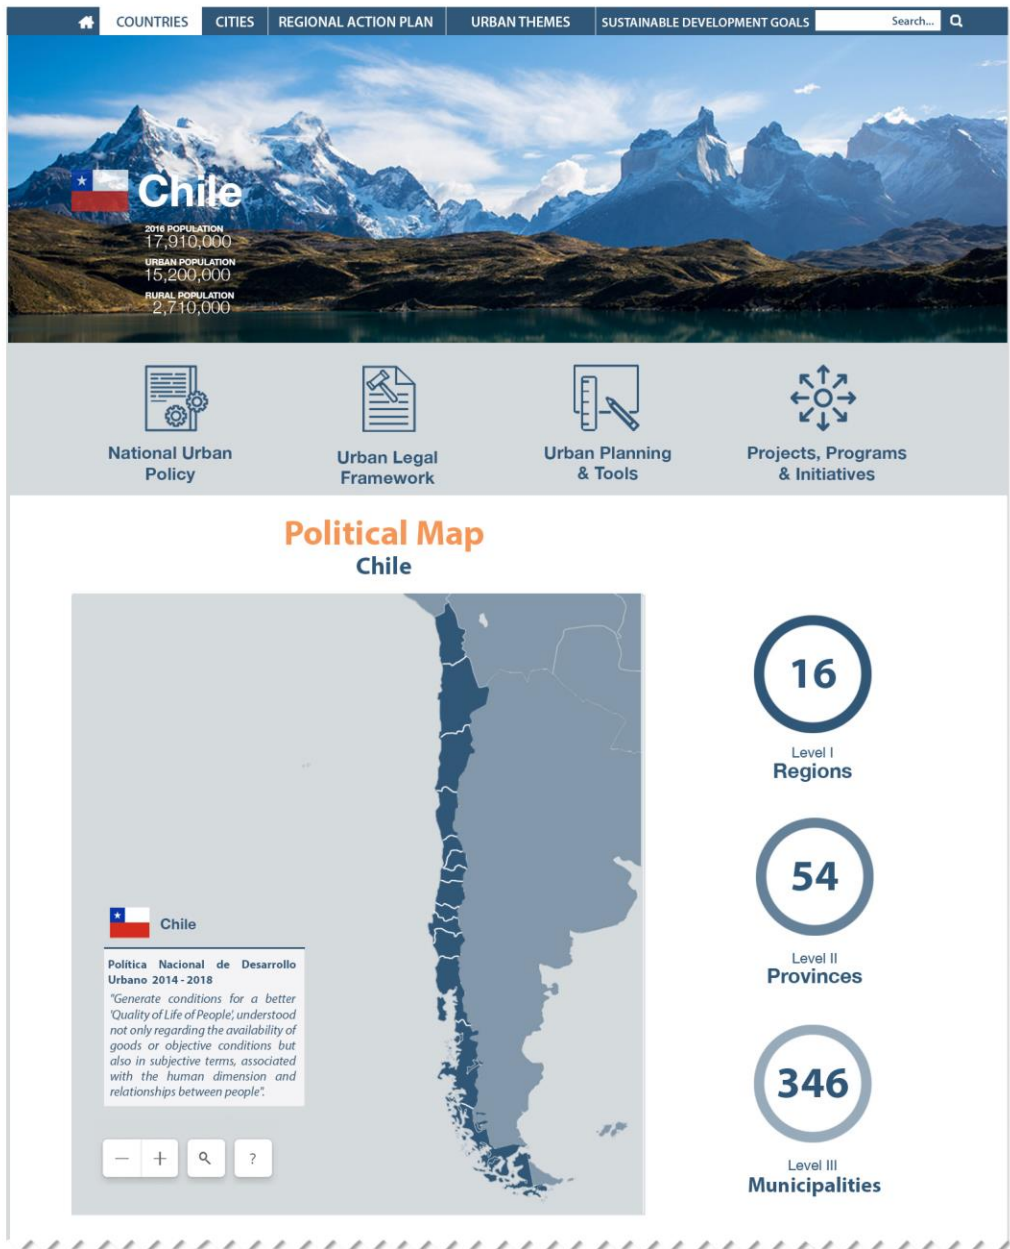 COUNTRIES
CITIES
REGIONAL ACTION PLAN
URBAN THEMES
SUSTAINABLE DEVELOPMENT GOALS
Search...
Chile
2016 POPULATION
17,910,000
URBAN POPULATION
15,200,000
RURAL POPULATION
2,710,000
National Urban
Policy
Urban Legal
Framework
Urban Planning
& Tools
Projects, Programs
& Initiatives
Political Map
Chile
Chile
Política Nacional de Desarrollo
Urbano 2014 - 2018
"Generate conditions for a better
'Quality of Life of People', understood
not only regarding the availability of
goods or objective conditions but
also in subjective terms, associated
with the human dimension and
relationships between people".
?
16
Level I
Regions
54
Level II
Provinces
346
Level III
Municipalities